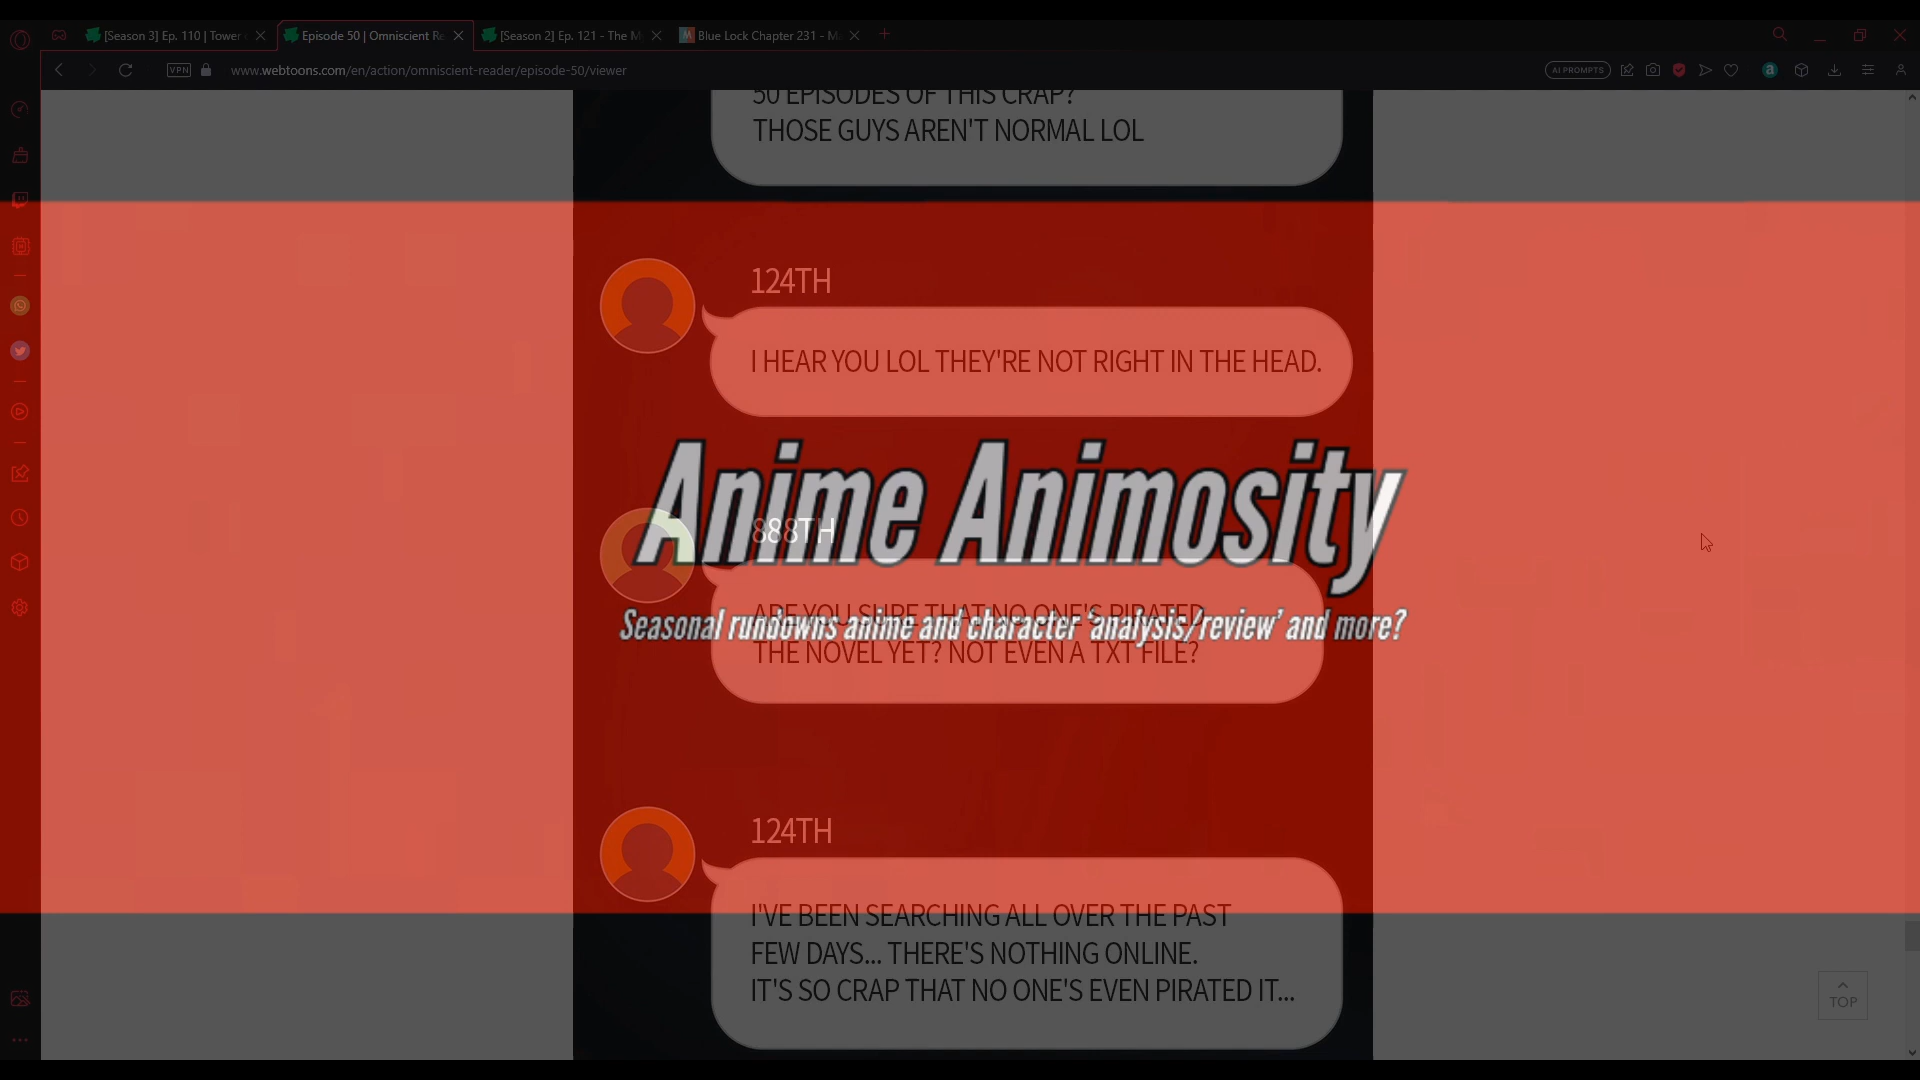 [Season 3] Ep. 110 | Tower
Episode 50 | Omniscient Re
[Season 2] Ep. 121 - The M
Blue Lock Chapter 231 - M
VPN
www.webtoons.com/en/action/omniscient-reader/episode-50/viewer
AI PROMPTS
50 EPISODES OF THIS CRAP?
THOSE GUYS AREN'T NORMAL LOL
124TH
I HEAR YOU LOL THEY'RE NOT RIGHT IN THE HEAD.
Anime Animosity
888TH
ARE YOU SURE THAT NO ONE'S PIRATED
Seasonal rundowns anime and character 'analysis/review' and more?
THE NOVEL YET? NOT EVEN A TXT FILE?
124TH
I'VE BEEN SEARCHING ALL OVER THE PAST
FEW DAYS... THERE'S NOTHING ONLINE.
IT'S SO CRAP THAT NO ONE'S EVEN PIRATED IT...
TOP